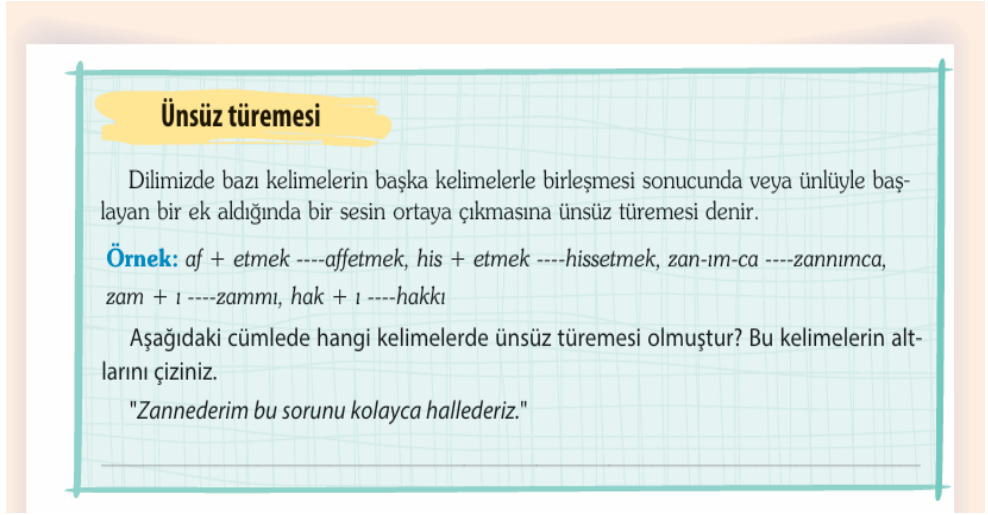 Ünsüz türemesi
Dilimizde bazı kelimelerin başka kelimelerle birleşmesi sonucunda veya ünlüyle baş-
layan bir ek aldığında bir sesin ortaya çıkmasına ünsüz türemesi denir.
Örnek: af + etmek ----affetmek, his + etmek ----hissetmek, zan-ım-ca ----zannımca,
zam + ı ----zammı, hak + ı ----hakkı
Aşağıdaki cümlede hangi kelimelerde ünsüz türemesi olmuştur? Bu kelimelerin alt-
larını çiziniz.
"Zannederim bu sorunu kolayca hallederiz."